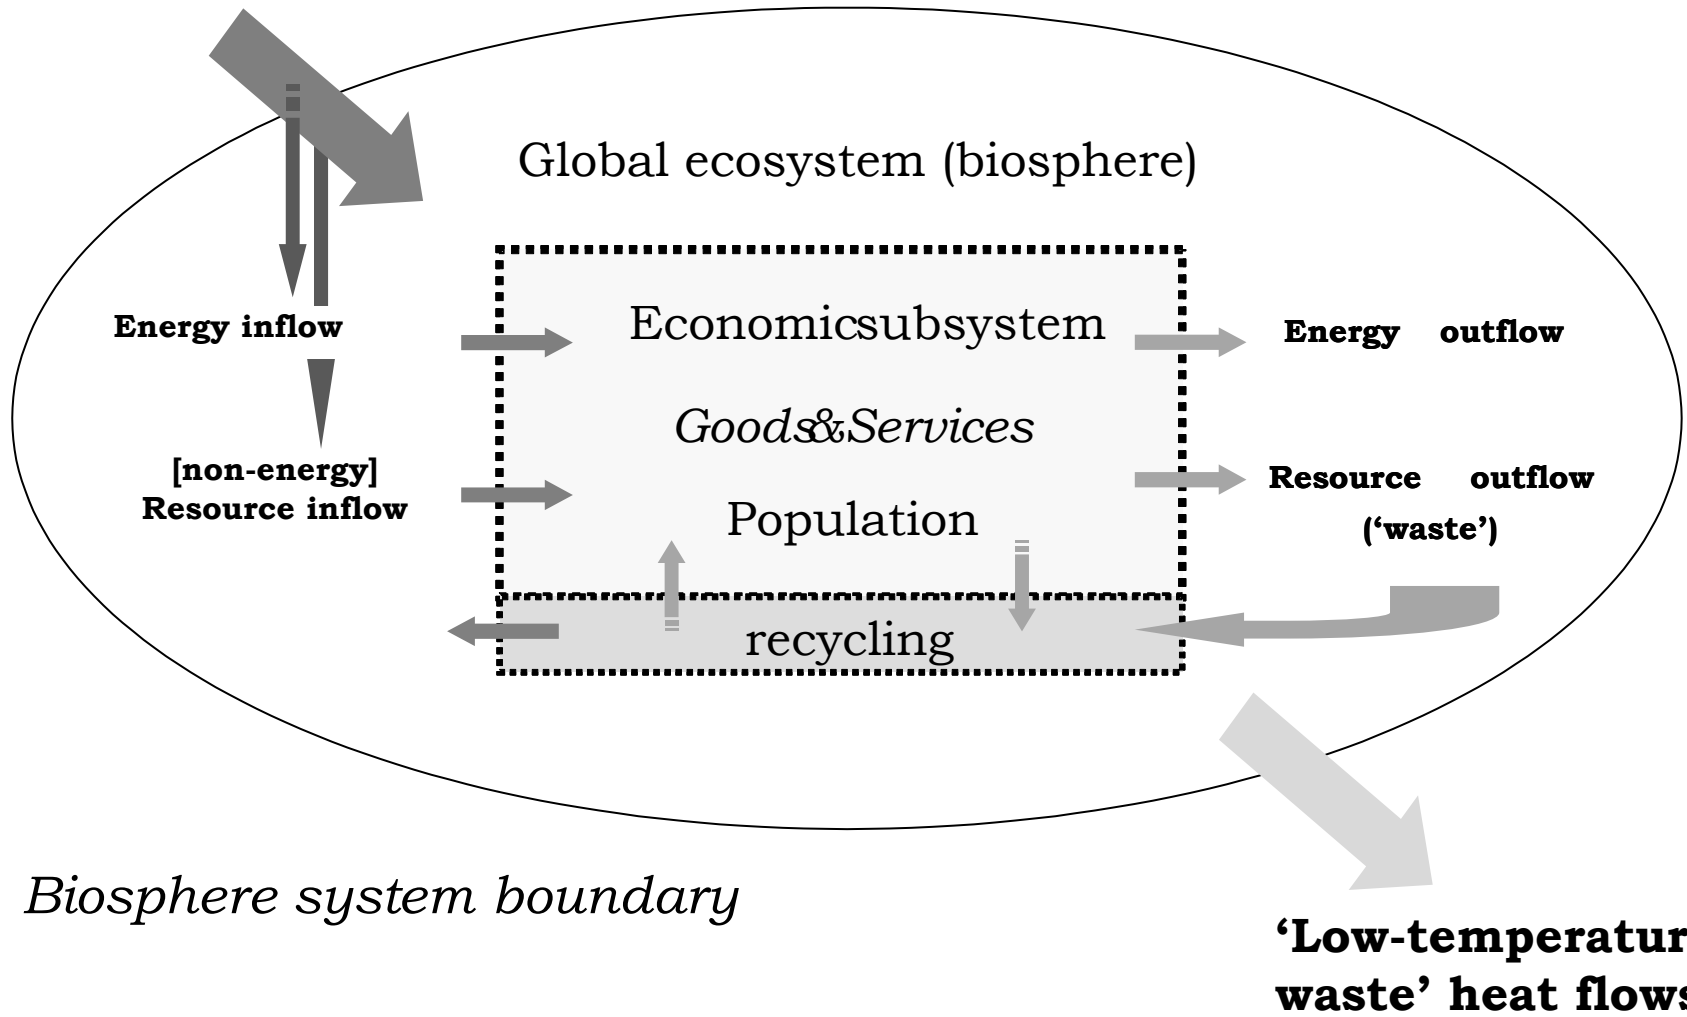 Global ecosystem (biosphere)
Economicsubsystem
Energy inflow
Energy outflow
Goods&Services
[non-energy]
Resource inflow
Resource outflow
(‘waste’)
Population
recycling
Biosphere system boundary
‘Low-temperatur
waste’ heat flows